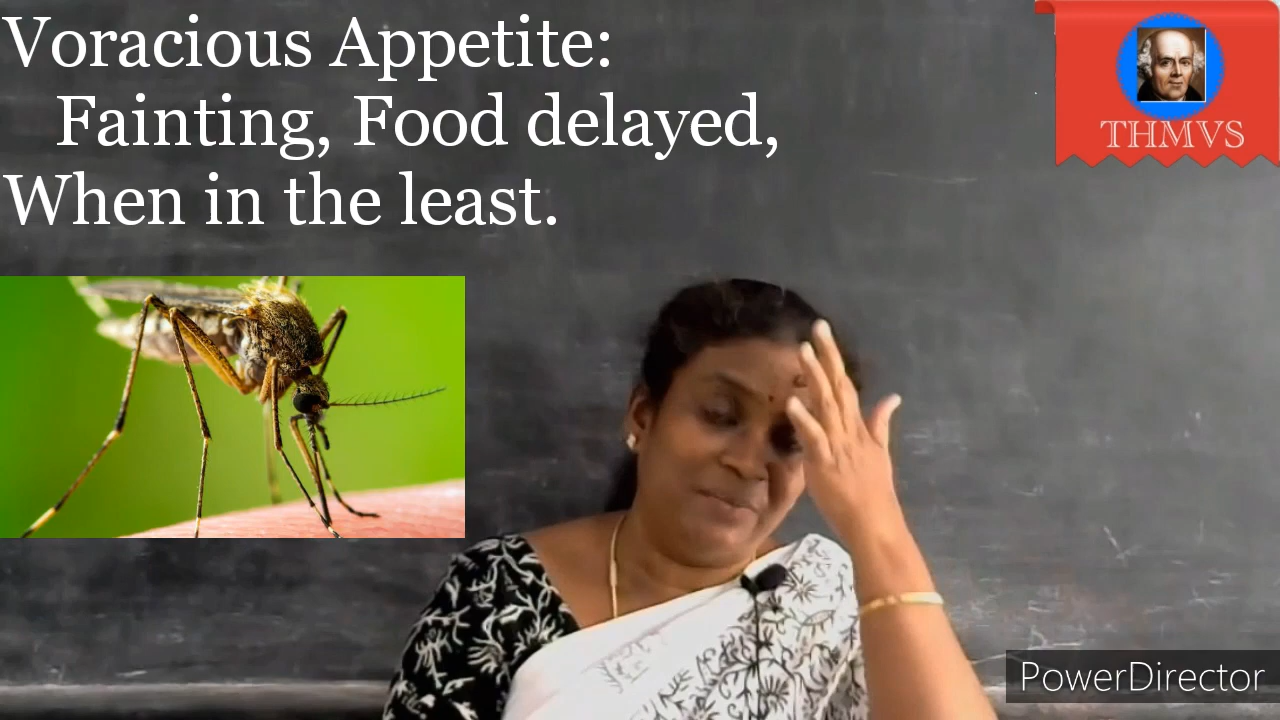 Voracious Appetite:
Fainting, Food delayed,
When in the least.
THMVS
PowerDirector